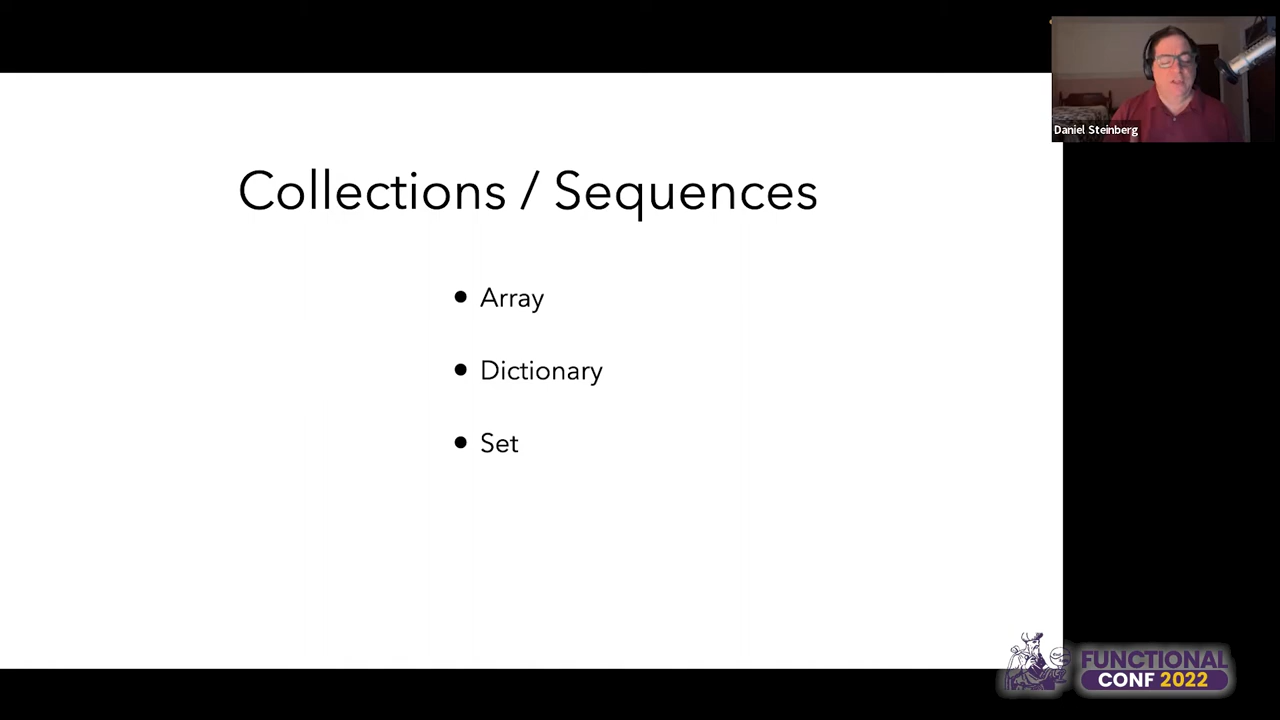 Collections / Sequences
• Array
• Dictionary
• Set
Daniel Steinberg
FUNCTIONAL
CONF 2022